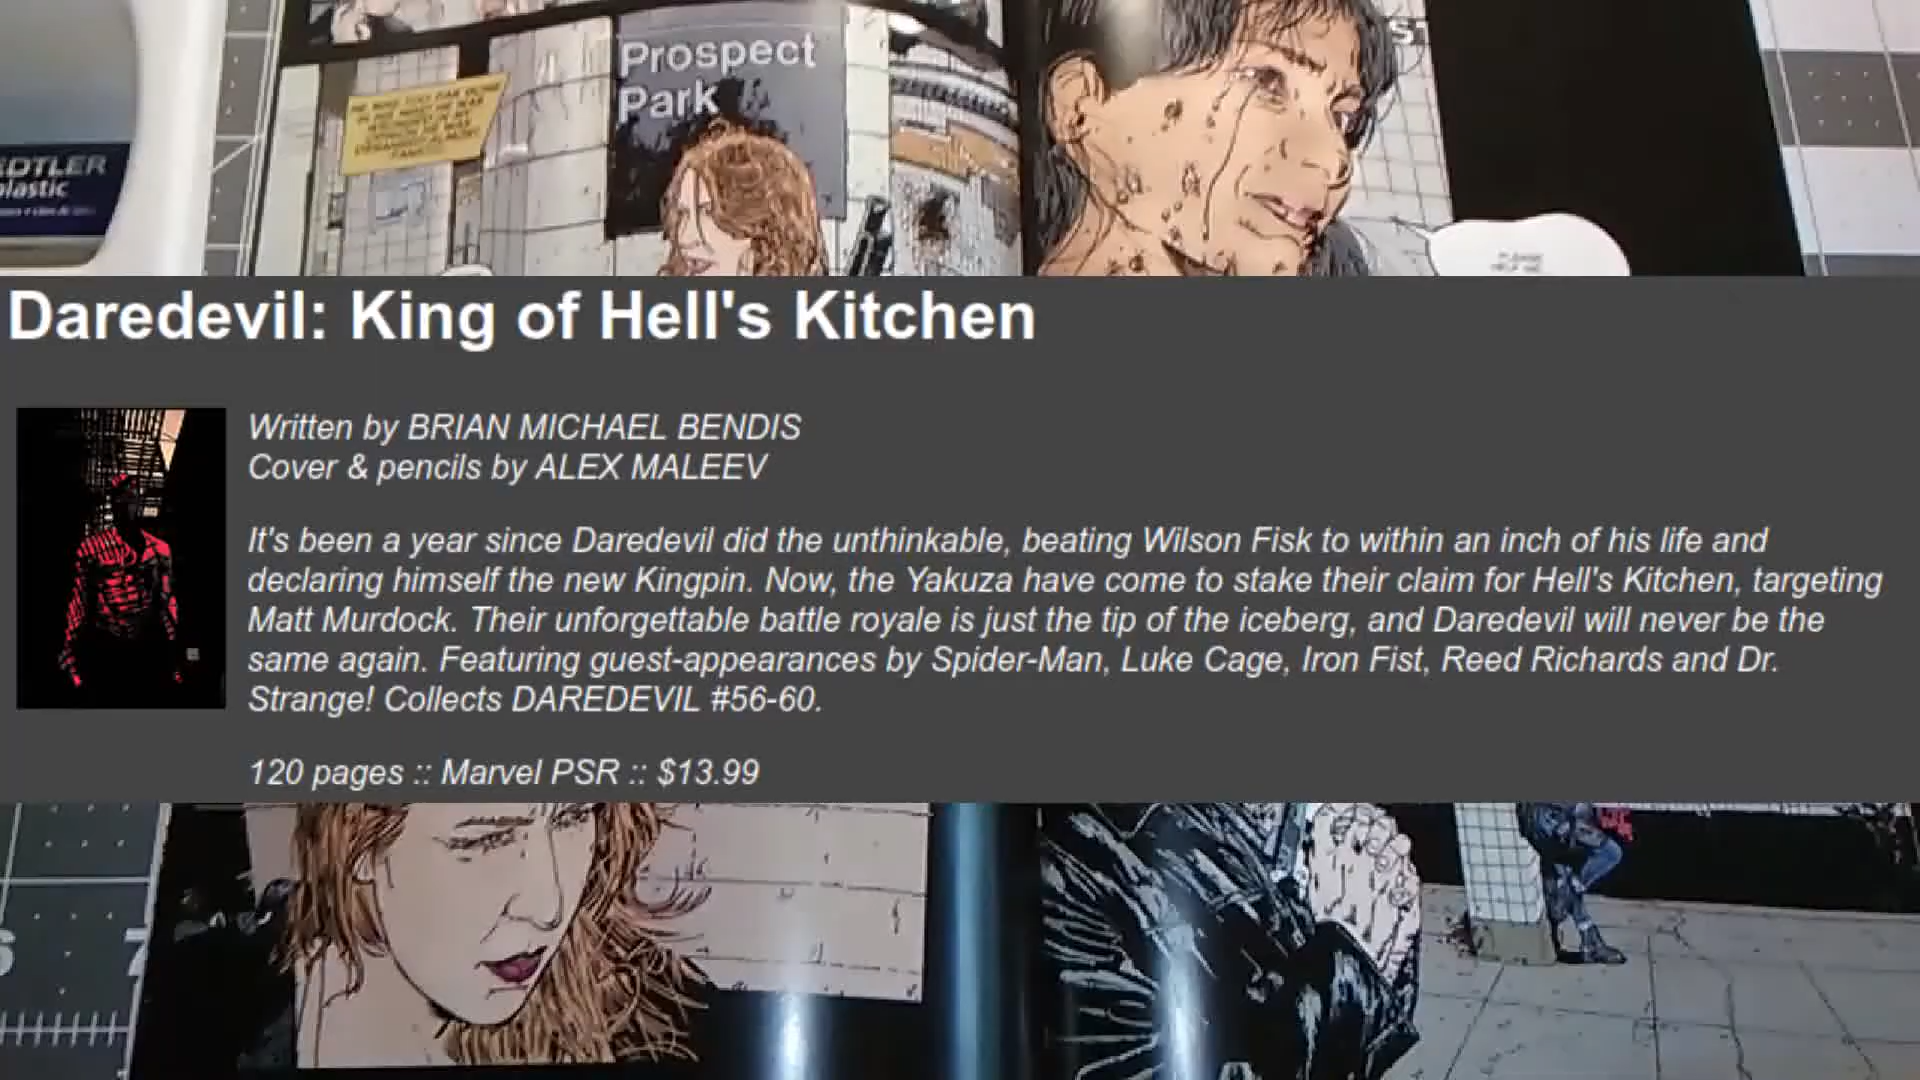 Prospect
Park
ST
EDTLER
plastic
Daredevil: King of Hell's Kitchen
Written by BRIAN MICHAEL BENDIS
Cover & pencils by ALEX MALEEV
It's been a year since Daredevil did the unthinkable, beating Wilson Fisk to within an inch of his life and
declaring himself the new Kingpin. Now, the Yakuza have come to stake their claim for Hell's Kitchen, targeting
Matt Murdock. Their unforgettable battle royale is just the tip of the iceberg, and Daredevil will never be the
same again. Featuring guest-appearances by Spider-Man, Luke Cage, Iron Fist, Reed Richards and Dr.
Strange! Collects DAREDEVIL #56-60.
120 pages :: Marvel PSR :: $13.99